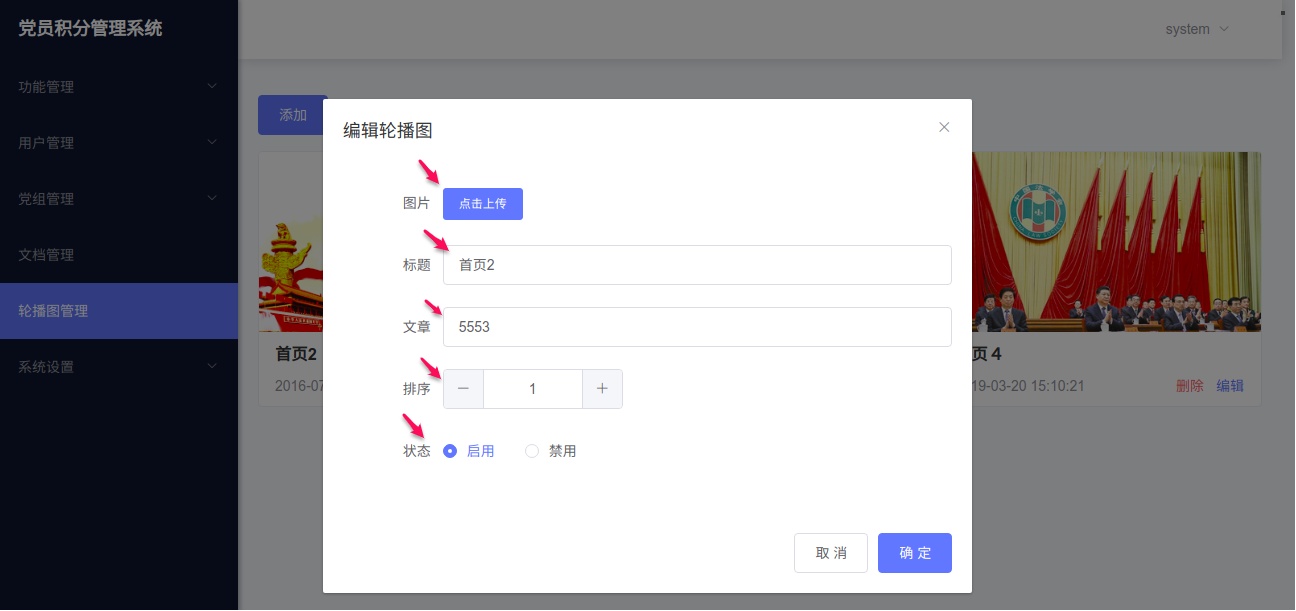 党员积分管理系统
system
功能管理
用户管理
党组管理
文档管理
轮播图管理
系统设置
添加
编辑轮播图
图片 点击上传
标题 首页2
文章 5553
排序 1
状态 启用 禁用
取 消 确 定
首页2
2016-07
页 4
19-03-20 15:10:21
删除 编辑